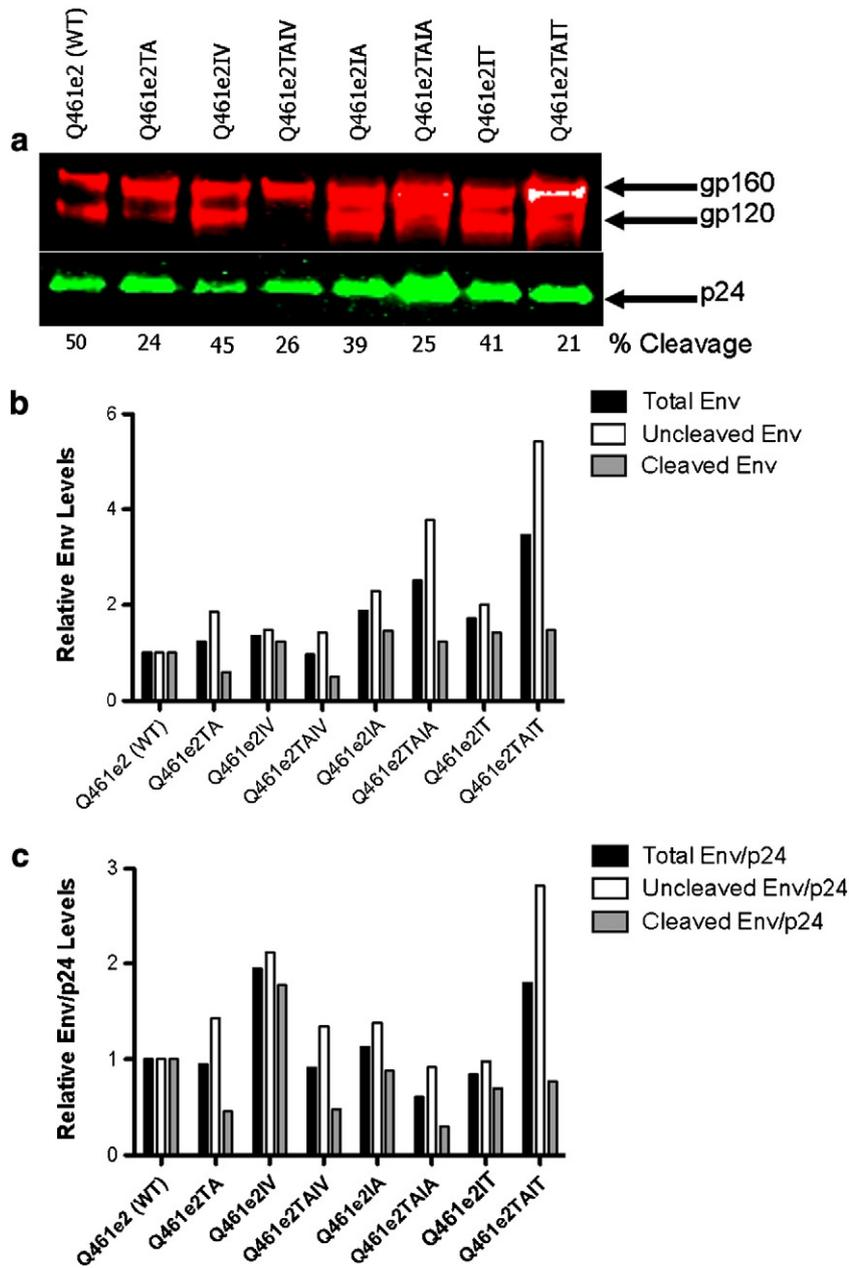 Q461e2 (WT)
Q461e2TA
Q461e2IV
Q461e2TAIV
Q461e2IA
Q461e2TAIA
Q461e2IT
Q461e2TAIT
a
gp160
gp120
p24
50 24 45 26 39 25 41 21 % Cleavage
b
Total Env
Uncleaved Env
Cleaved Env
Relative Env Levels
6
4
2
0
Q461e2 (WT)
Q461e2TA
Q461e2IV
Q461e2TAIV
Q461e2IA
Q461e2TAIA
Q461e2IT
Q461e2TAIT
c
Total Env/p24
Uncleaved Env/p24
Cleaved Env/p24
Relative Env/p24 Levels
3
2
1
0
Q461e2 (WT)
Q461e2TA
Q461e2IV
Q461e2TAIV
Q461e2IA
Q461e2TAIA
Q461e2IT
Q461e2TAIT